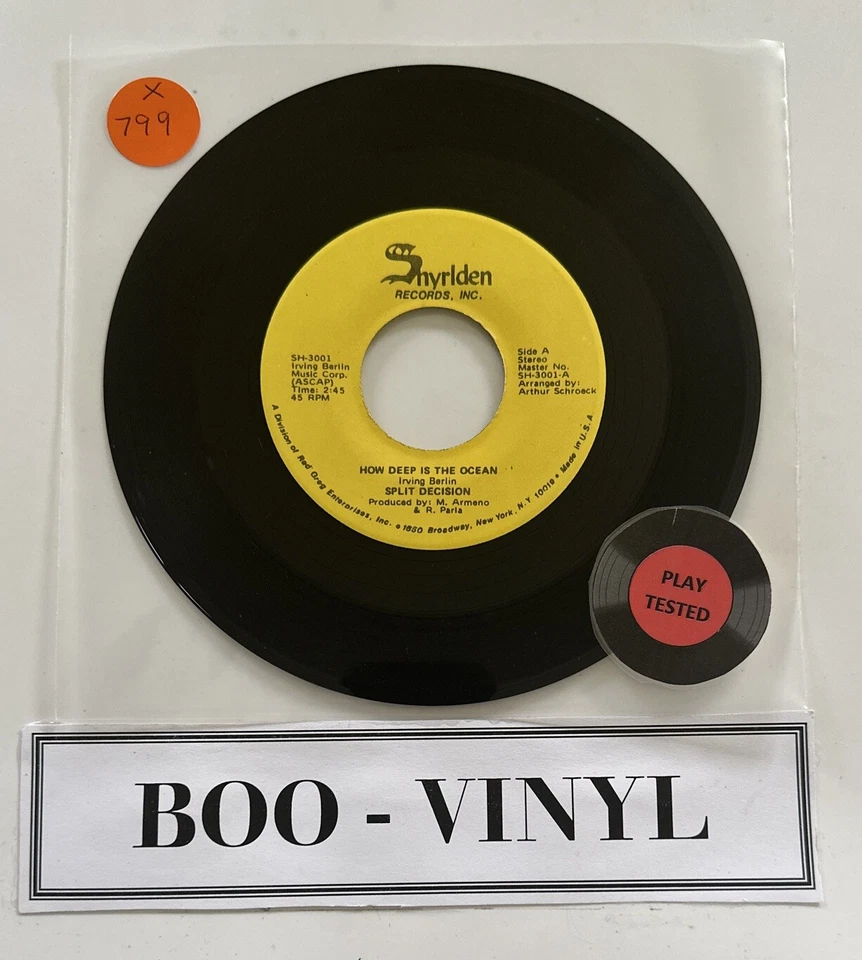 X
799
Shyrlden
RECORDS, INC.
SH-3001
Irving Berlin
Music Corp.
(ASCAP)
Time: 2:45
45 RPM
Side A
Stereo
Master No.
SH-3001-A
Arranged by:
Arthur Schroeck
HOW DEEP IS THE OCEAN
Irving Berlin
SPLIT DECISION
Produced by: M. Armeno
& R. Parla
A Division of Red Greg Enterprises, Inc. • 1650 Broadway, New York, N.Y. 10019 • Made in U.S.A.
PLAY
TESTED
BOO - VINYL